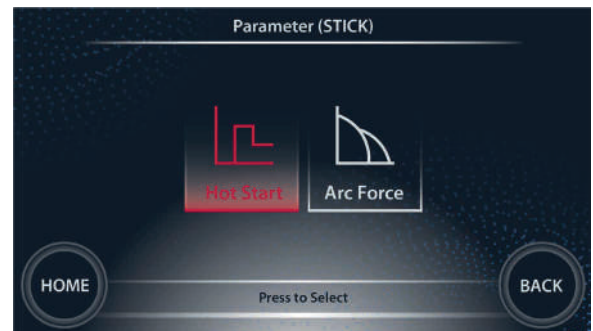 Parameter (STICK)
Hot Start
Arc Force
HOME
Press to Select
BACK